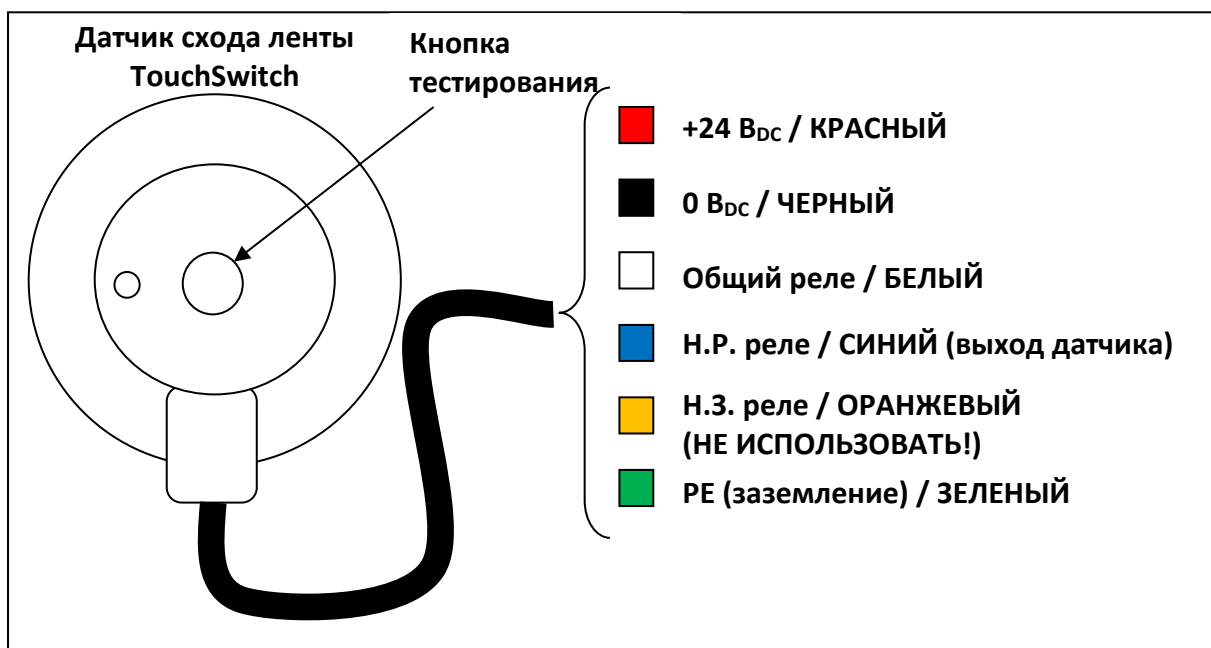 Датчик схода ленты
TouchSwitch
Кнопка
тестирования
+24 BDC / КРАСНЫЙ
0 BDC / ЧЕРНЫЙ
Общий реле / БЕЛЫЙ
Н.Р. реле / СИНИЙ (выход датчика)
Н.З. реле / ОРАНЖЕВЫЙ
(НЕ ИСПОЛЬЗОВАТЬ!)
PE (заземление) / ЗЕЛЕНЫЙ